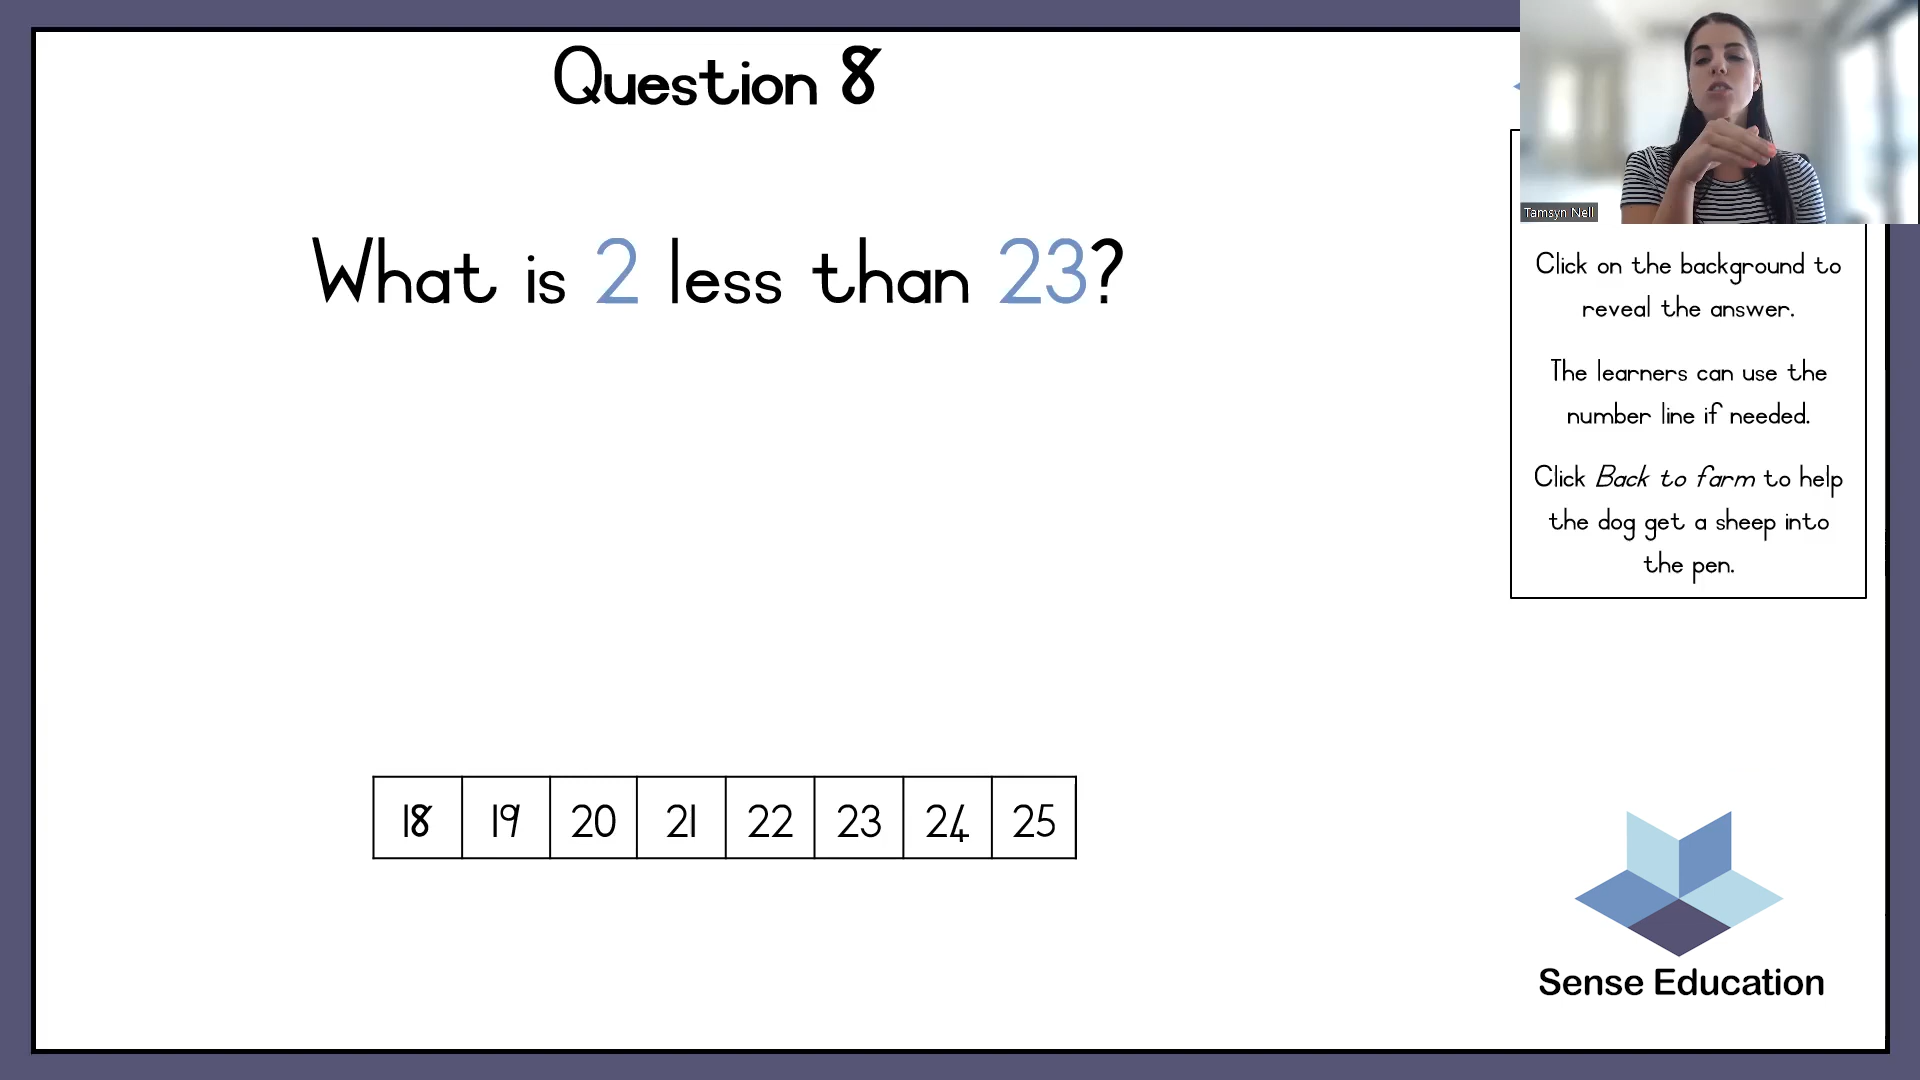 Question 8
What is 2 less than 23?
18 19 20 21 22 23 24 25
Tamsyn Nell
Click on the background to
reveal the answer.
The learners can use the
number line if needed.
Click Back to farm to help
the dog get a sheep into
the pen.
Sense Education